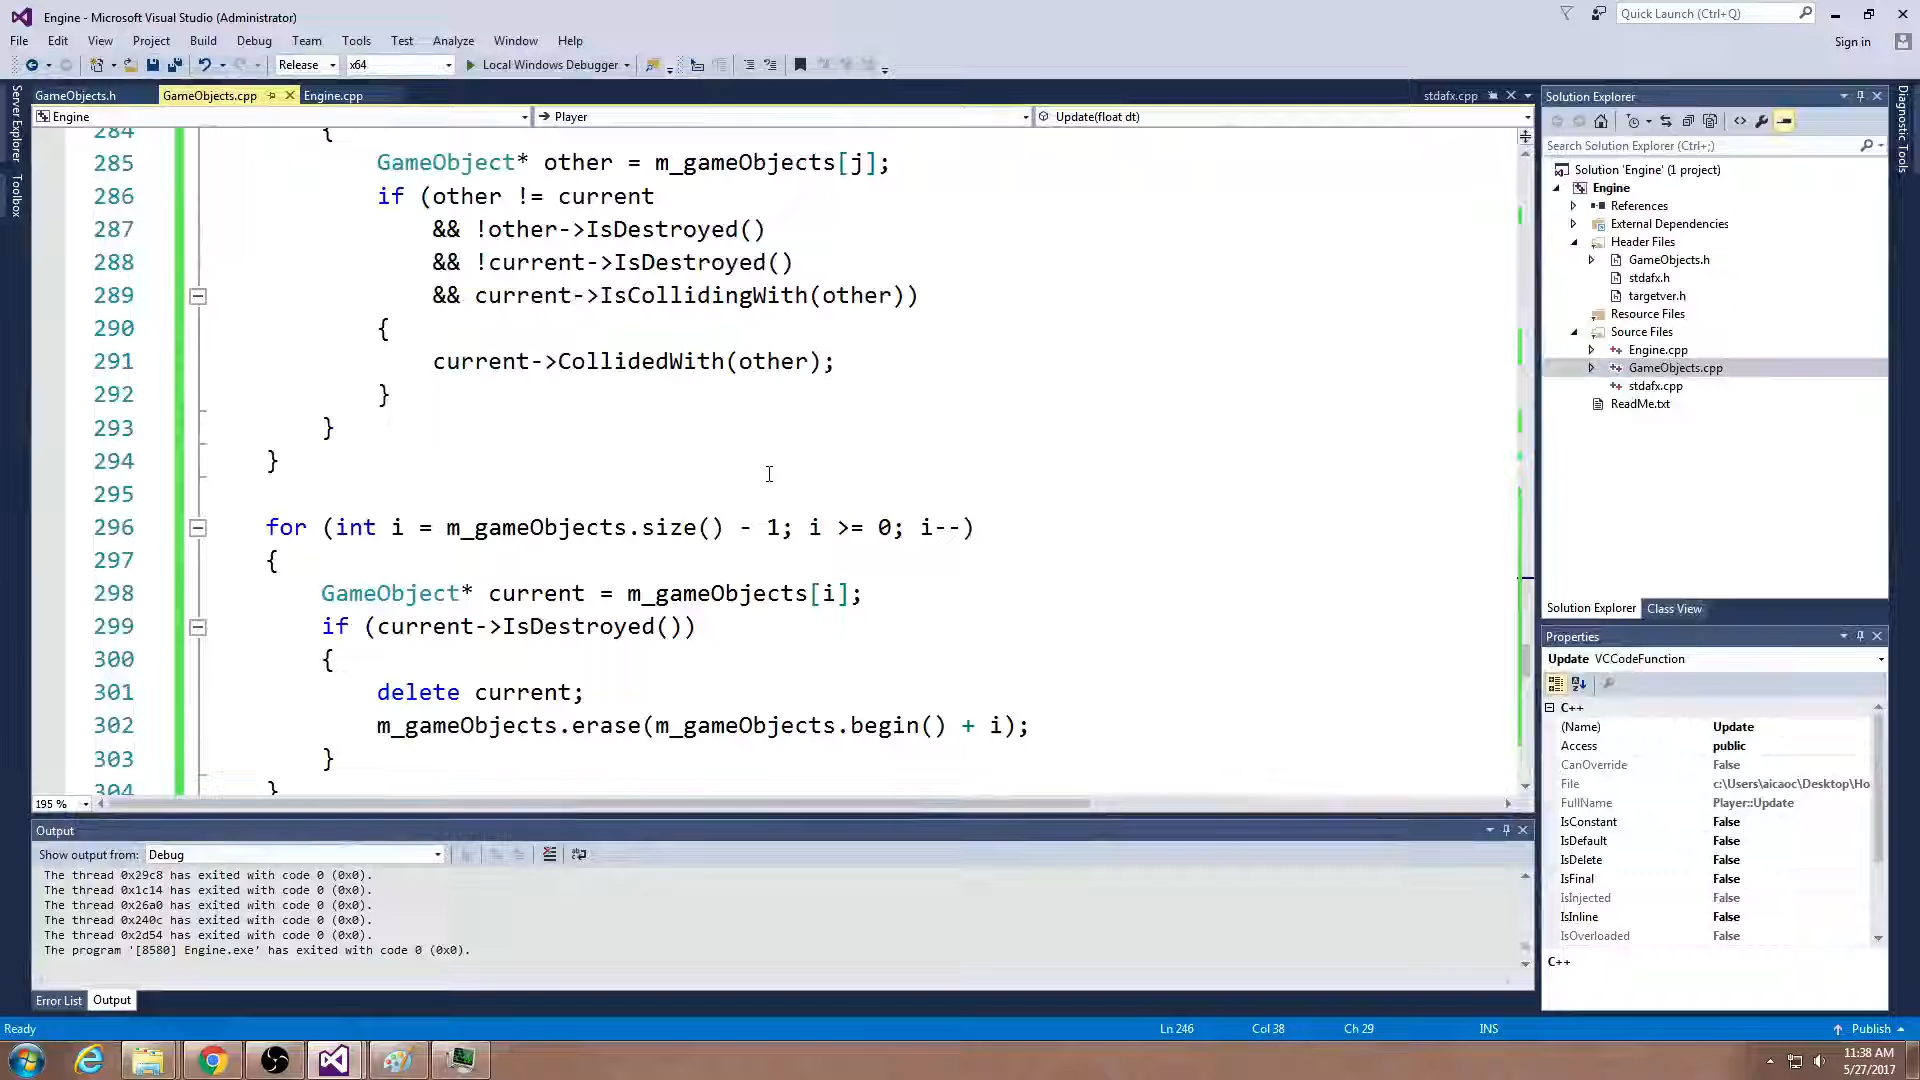 Engine - Microsoft Visual Studio (Administrator)
Quick Launch (Ctrl+Q)
File Edit View Project Build Debug Team Tools Test Analyze Window Help
Sign in
Release x64 Local Windows Debugger
GameObjects.h GameObjects.cpp Engine.cpp stdafx.cpp
Engine Player Update(float dt)
Server Explorer
Toolbox
284 {
285 GameObject* other = m_gameObjects[j];
286 if (other != current
287 && !other->IsDestroyed()
288 && !current->IsDestroyed()
289 && current->IsCollidingWith(other))
290 {
291 current->CollidedWith(other);
292 }
293 }
294 }
295
296 for (int i = m_gameObjects.size() - 1; i >= 0; i--)
297 {
298 GameObject* current = m_gameObjects[i];
299 if (current->IsDestroyed())
300 {
301 delete current;
302 m_gameObjects.erase(m_gameObjects.begin() + i);
303 }
304 }
195 %
Output
Show output from: Debug
The thread 0x29c8 has exited with code 0 (0x0).
The thread 0x1c14 has exited with code 0 (0x0).
The thread 0x26a0 has exited with code 0 (0x0).
The thread 0x240c has exited with code 0 (0x0).
The thread 0x2d54 has exited with code 0 (0x0).
The program '[8580] Engine.exe' has exited with code 0 (0x0).
Error List Output
Solution Explorer
Search Solution Explorer (Ctrl+;)
Solution 'Engine' (1 project)
Engine
References
External Dependencies
Header Files
GameObjects.h
stdafx.h
targetver.h
Resource Files
Source Files
Engine.cpp
GameObjects.cpp
stdafx.cpp
ReadMe.txt
Solution Explorer Class View
Properties
Update VCCodeFunction
C++
(Name) Update
Access public
CanOverride False
File c:\Users\aicaoc\Desktop\Ho
FullName Player::Update
IsConstant False
IsDefault False
IsDelete False
IsFinal False
IsInjected False
IsInline False
IsOverloaded False
C++
Diagnostic Tools
Ready Ln 246 Col 38 Ch 29 INS Publish
11:38 AM
5/27/2017